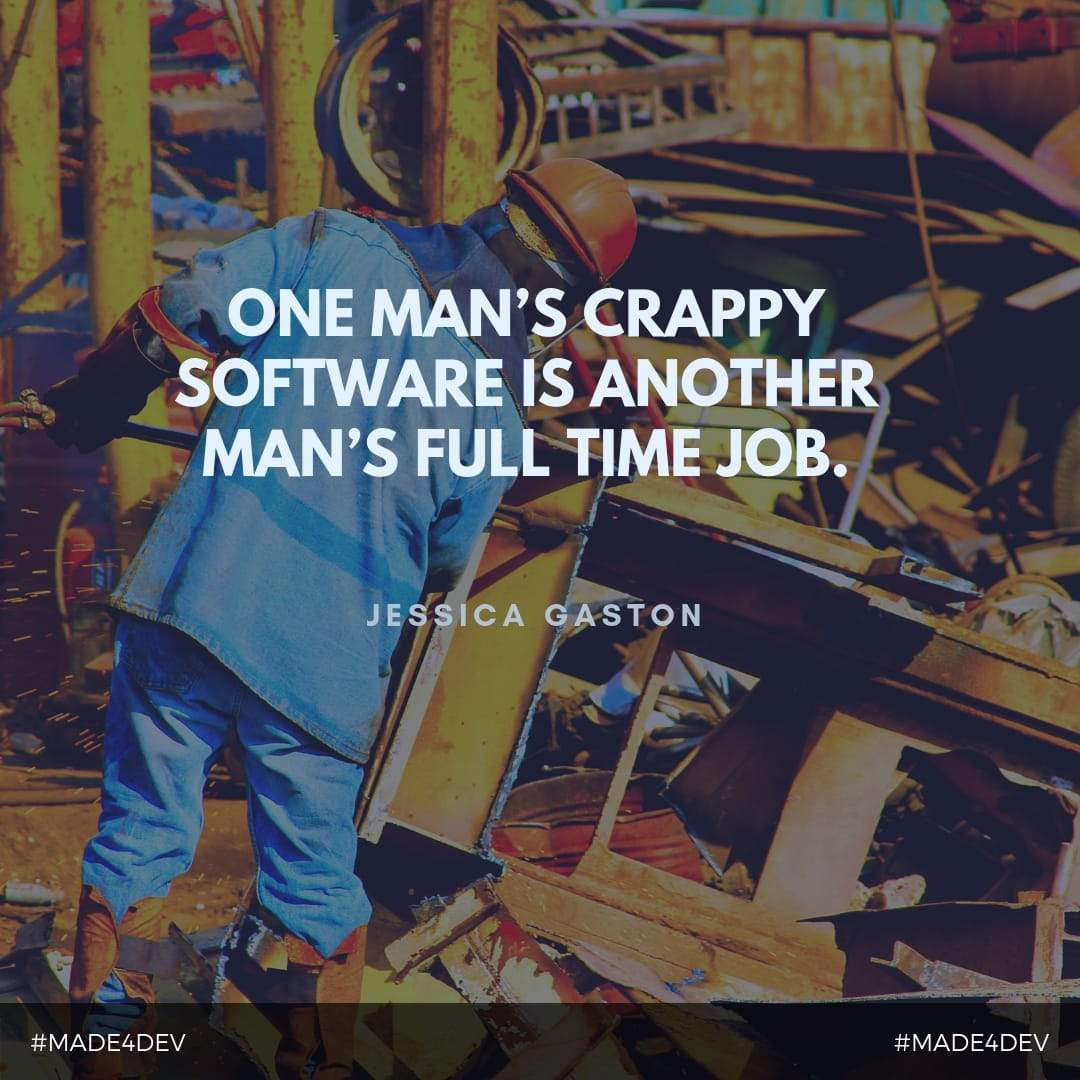 ONE MAN’S CRAPPY
SOFTWARE IS ANOTHER
MAN’S FULL TIME JOB.
JESSICA GASTON
#MADE4DEV
#MADE4DEV